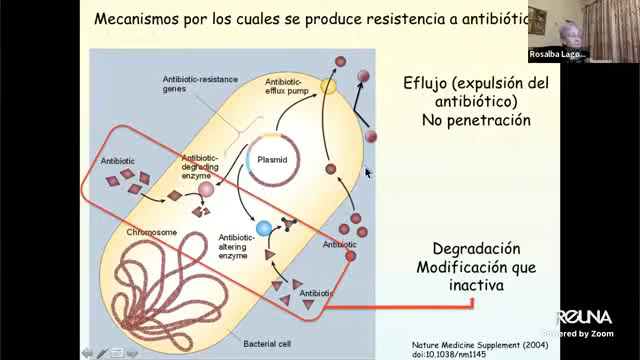 Mecanismos por los cuales se produce resistencia a antibióti
Rosalba Lago...
Antibiotic-resistance
genes
Antibiotic-
efflux pump
Eflujo (expulsión del
antibiótico)
No penetración
Antibiotic
Antibiotic-
degrading
enzyme
Plasmid
Chromosome
Antibiotic-
altering
enzyme
Antibiotic
Antibiotic
Degradación
Modificación que
inactiva
Bacterial cell
Nature Medicine Supplement (2004)
doi:10.1038/nm1145
REUNA
Powered by Zoom